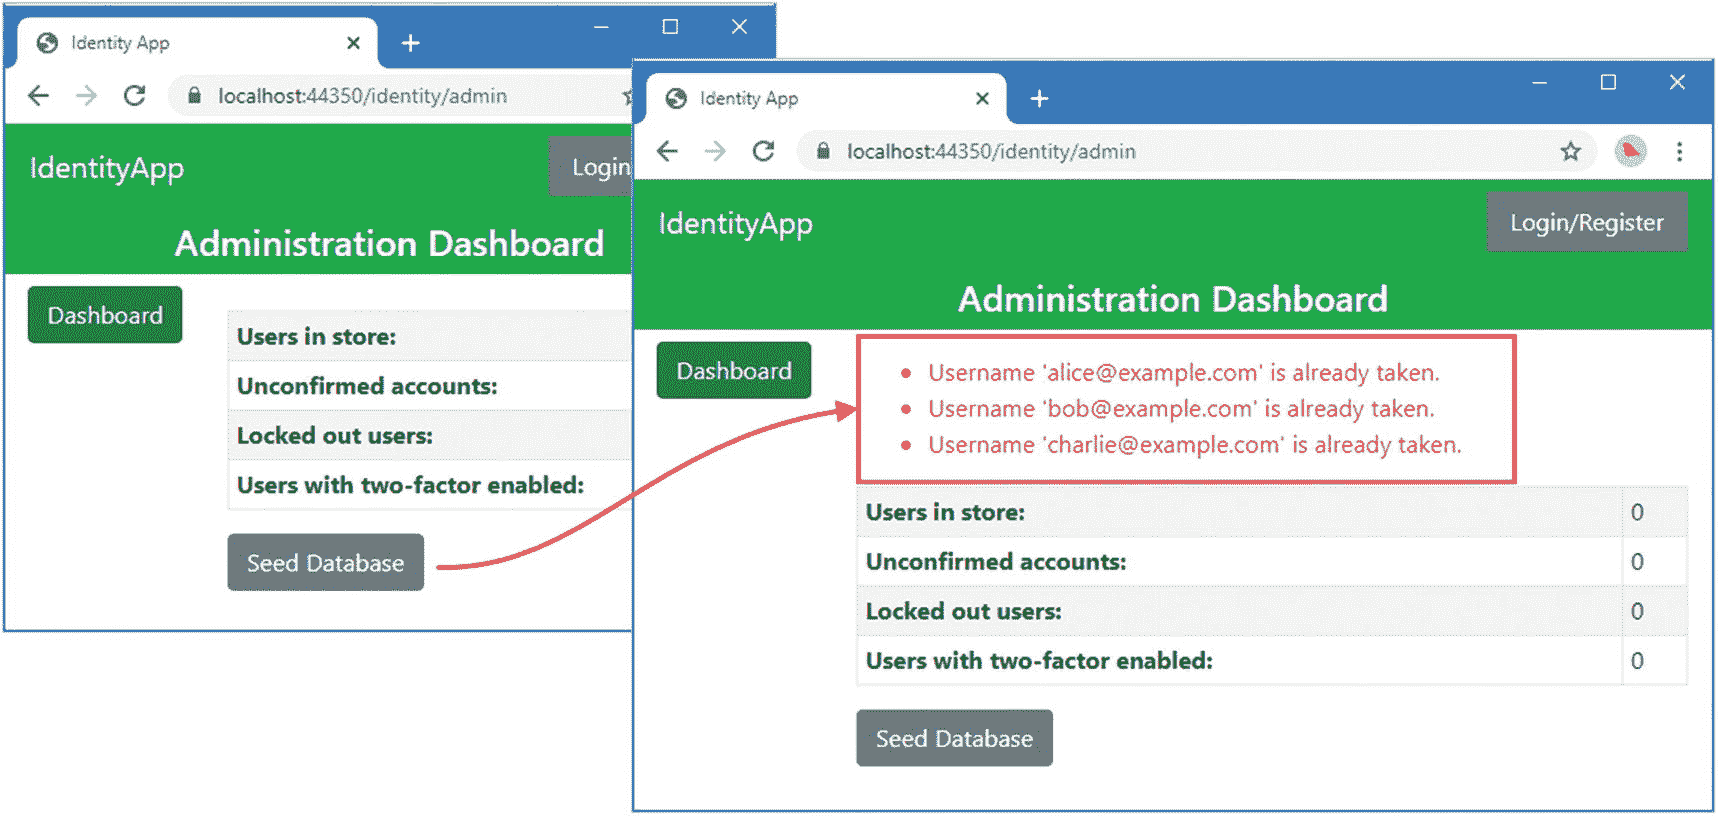 Identity App
localhost:44350/identity/admin
IdentityApp
Login
Administration Dashboard
Dashboard
Users in store:
Unconfirmed accounts:
Locked out users:
Users with two-factor enabled:
Seed Database
Identity App
localhost:44350/identity/admin
IdentityApp
Login/Register
Administration Dashboard
Dashboard
• Username 'alice@example.com' is already taken.
• Username 'bob@example.com' is already taken.
• Username 'charlie@example.com' is already taken.
Users in store: 0
Unconfirmed accounts: 0
Locked out users: 0
Users with two-factor enabled: 0
Seed Database